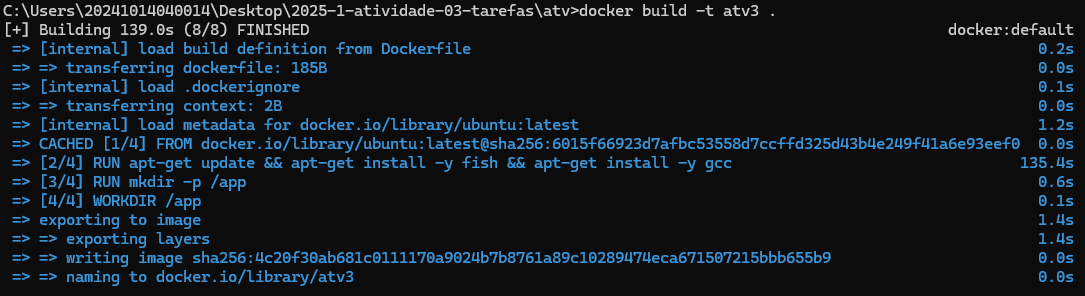 C:\Users\20241014040014\Desktop\2025-1-atividade-03-tarefas\atv>docker build -t atv3 .
[+] Building 139.0s (8/8) FINISHED docker:default
=> [internal] load build definition from Dockerfile 0.2s
=> => transferring dockerfile: 185B 0.0s
=> [internal] load .dockerignore 0.1s
=> => transferring context: 2B 0.0s
=> [internal] load metadata for docker.io/library/ubuntu:latest 1.2s
=> CACHED [1/4] FROM docker.io/library/ubuntu:latest@sha256:6015f66923d7afbc53558d7ccffd325d43b4e249f41a6e93eef0 0.0s
=> [2/4] RUN apt-get update && apt-get install -y fish && apt-get install -y gcc 135.4s
=> [3/4] RUN mkdir -p /app 0.6s
=> [4/4] WORKDIR /app 0.1s
=> exporting to image 1.4s
=> => exporting layers 1.4s
=> => writing image sha256:4c20f30ab681c0111170a9024b7b8761a89c10289474eca671507215bbb655b9 0.0s
=> => naming to docker.io/library/atv3 0.0s